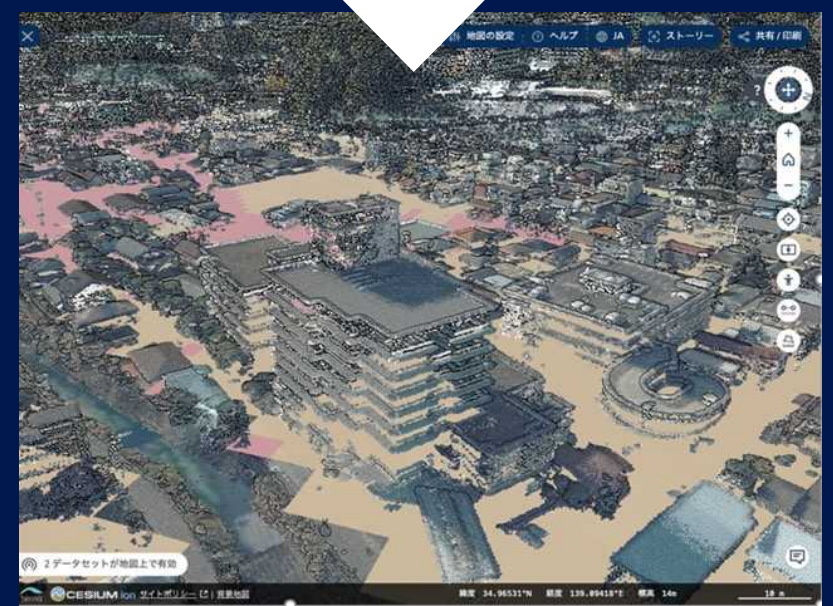 地図の設定
ヘルプ
JA
ストーリー
共有 / 印刷
?
2 データセットが地図上で有効
CESIUM ion サイトポリシー | 背景地図
緯度 34.96531°N 経度 139.09418°E 標高 14m
10 m